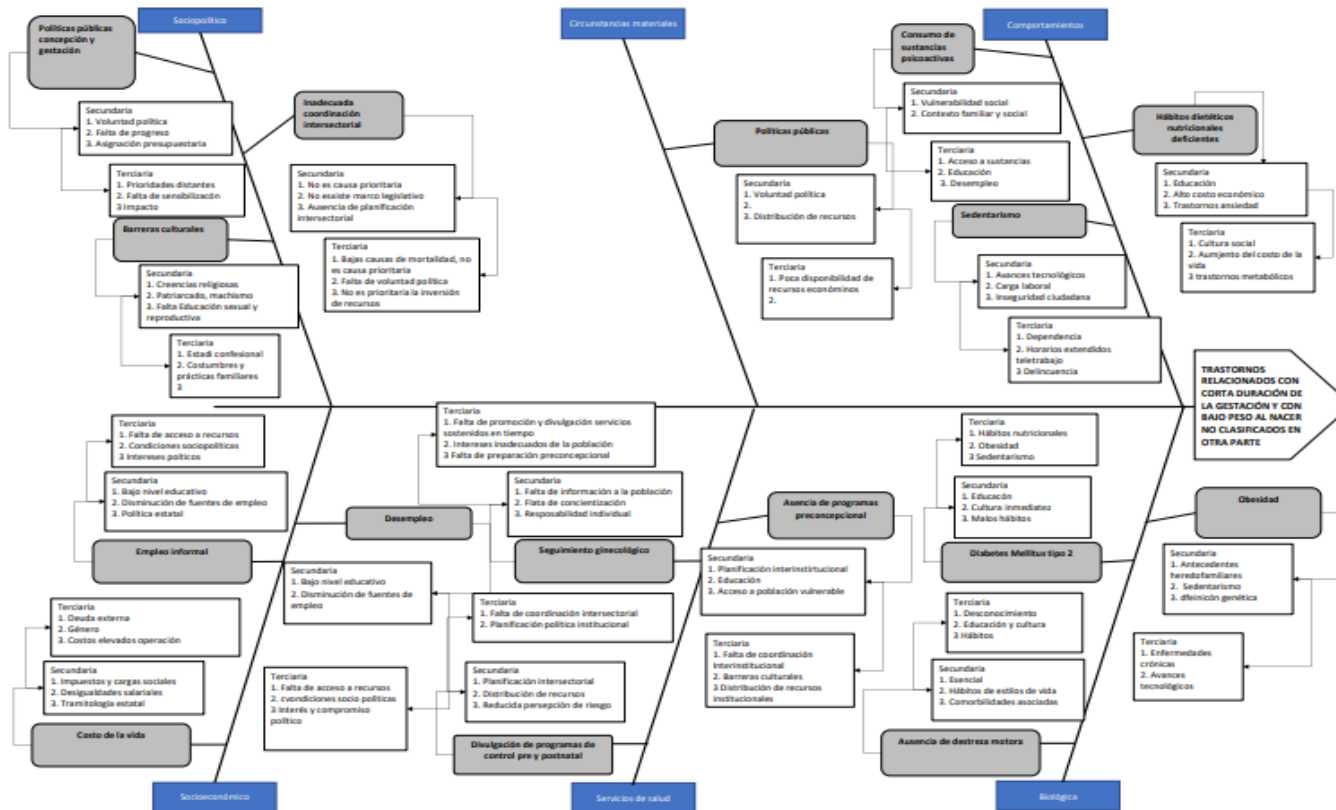 Sociopolítico
Circunstancias materiales
Comportamientos
Políticas públicas
concepción y
gestación
Secundaria
1. Voluntad política
2. Falta de progreso
3. Asignación presupuestaria
Terciaria
1. Prioridades distantes
2. Falta de sensibilizacón
3 Impacto
Inadecuada
coordinación
intersectorial
Secundaria
1. No es causa prioritaria
2. No esxiste marco legislativo
3. Ausencia de planificación
intersectorial
Terciaria
1. Bajas causas de mortalidad, no
es causa prioritaria
2. Falta de voluntad política
3. No es prioritaria la inversión
de recursos
Barreras culturales
Secundaria
1. Creencias religiosas
2. Patriarcado, machismo
3. Falta Educación sexual y
reproductiva
Terciaria
1. Estadi confesional
2. Costumbres y
prácticas familiares
3
Políticas públicas
Secundaria
1. Voluntad política
2.
3. Distribución de recursos
Terciaria
1. Poca disponibilidad de
recursos económinos
2.
Consumo de
sustancias
psicoactivas
Secundaria
1. Vulnerabilidad social
2. Contexto familiar y social
Terciaria
1. Acceso a sustancias
2. Educación
3. Desempleo
Hábitos dietéticos
nutricionales
deficientes
Secundaria
1. Educación
2. Alto costo económico
3. Trastornos ansiedad
Terciaria
1. Cultura social
2. Aumjento del costo de la
vida
3 trastornos metabólicos
Sedentarismo
Secundaria
1. Avances tecnológicos
2. Carga laboral
3. Inseguridad ciudadana
Terciaria
1. Dependencia
2. Horarios extendidos
teletrabajo
3 Delincuencia
TRASTORNOS
RELACIONADOS CON
CORTA DURACIÓN DE
LA GESTACIÓN Y CON
BAJO PESO AL NACER
NO CLASIFICADOS EN
OTRA PARTE
Terciaria
1. Falta de acceso a recursos
2. Condiciones sociopolíticas
3 Intereses poíticos
Secundaria
1. Bajo nivel educativo
2. Disminución de fuentes de empleo
3. Política estatal
Empleo informal
Desempleo
Secundaria
1. Bajo nivel educativo
2. Disminución de fuentes de
empleo
Terciaria
1. Falta de acceso a recursos
2. cvondiciones socio politicas
3 Interés y compromiso
político
Terciaria
1. Deuda externa
2. Género
3. Costos elevados operación
Secundaria
1. Impuestos y cargas sociales
2. Desigualdades salariales
3. Tramitología estatal
Costo de la vida
Socioeconómico
Terciaria
1. Falta de promoción y divulgación servicios
sostenidos en tiempo
2. Intereses inadecuados de la población
3 Falta de preparación preconcepcional
Secundaria
1. Falta de información a la población
2. Flata de concientización
3. Resposabilidad individual
Seguimiento ginecológico
Terciaria
1. Falta de coordinación intersectorial
2. Planificación política institucional
Secundaria
1. Planificación intersectorial
2. Distribución de recursos
3. Reducida persepción de riesgo
Divulgación de programas de
control pre y postnatal
Servicios de salud
Asencia de programas
preconcepcional
Secundaria
1. Planificación interinstirtucional
2. Educación
3. Acceso a población vulnerable
Terciaria
1. Falta de coordinación
Interinstitucional
2. Barreras culturales
3 Distribución de recursos
institucionales
Terciaria
1. Hábitos nutricionales
2. Obesidad
3 Sedentarismo
Secundaria
1. Educacón
2. Cultura inmediatez
3. Malos hábitos
Diabetes Mellitus tipo 2
Terciaria
1. Desconocimiento
2. Educación y cultura
3 Hábitos
Secundaria
1. Esencial
2. Hábitos de estilos de vida
3. Comorbilidades asociadas
Ausencia de destreza motora
Biológica
Obesidad
Secundaria
1. Antecedentes
heredofamiliares
2. Sedentarismo
3. dfeinicón genética
Terciaria
1. Enfermedades
crónicas
2. Avances
tecnológicos